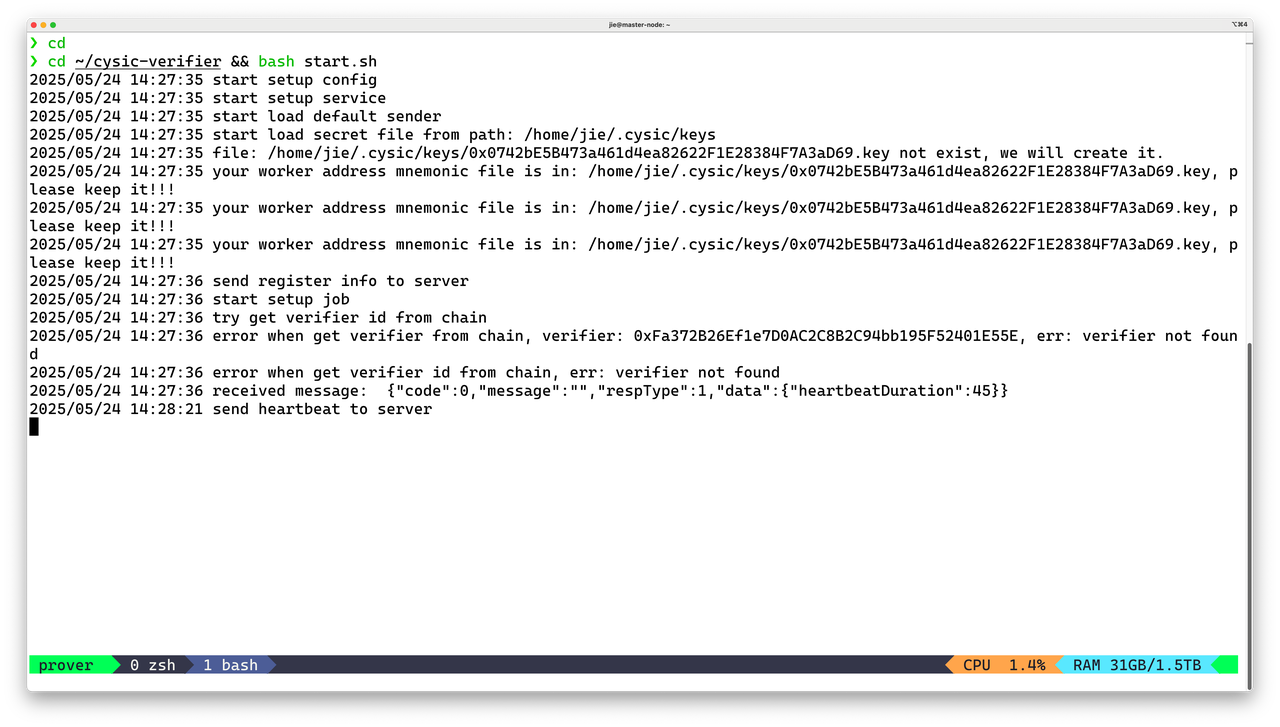 jie@master-node: ~
⌥⌘4
❯ cd
❯ cd ~/cysic-verifier && bash start.sh
2025/05/24 14:27:35 start setup config
2025/05/24 14:27:35 start setup service
2025/05/24 14:27:35 start load default sender
2025/05/24 14:27:35 start load secret file from path: /home/jie/.cysic/keys
2025/05/24 14:27:35 file: /home/jie/.cysic/keys/0x0742bE5B473a461d4ea82622F1E28384F7A3aD69.key not exist, we will create it.
2025/05/24 14:27:35 your worker address mnemonic file is in: /home/jie/.cysic/keys/0x0742bE5B473a461d4ea82622F1E28384F7A3aD69.key, p
lease keep it!!!
2025/05/24 14:27:35 your worker address mnemonic file is in: /home/jie/.cysic/keys/0x0742bE5B473a461d4ea82622F1E28384F7A3aD69.key, p
lease keep it!!!
2025/05/24 14:27:35 your worker address mnemonic file is in: /home/jie/.cysic/keys/0x0742bE5B473a461d4ea82622F1E28384F7A3aD69.key, p
lease keep it!!!
2025/05/24 14:27:36 send register info to server
2025/05/24 14:27:36 start setup job
2025/05/24 14:27:36 try get verifier id from chain
2025/05/24 14:27:36 error when get verifier from chain, verifier: 0xFa372B26Ef1e7D0AC2C8B2C94bb195F52401E55E, err: verifier not foun
d
2025/05/24 14:27:36 error when get verifier id from chain, err: verifier not found
2025/05/24 14:27:36 received message:  {"code":0,"message":"","respType":1,"data":{"heartbeatDuration":45}}
2025/05/24 14:28:21 send heartbeat to server
prover 0 zsh 1 bash CPU 1.4% RAM 31GB/1.5TB